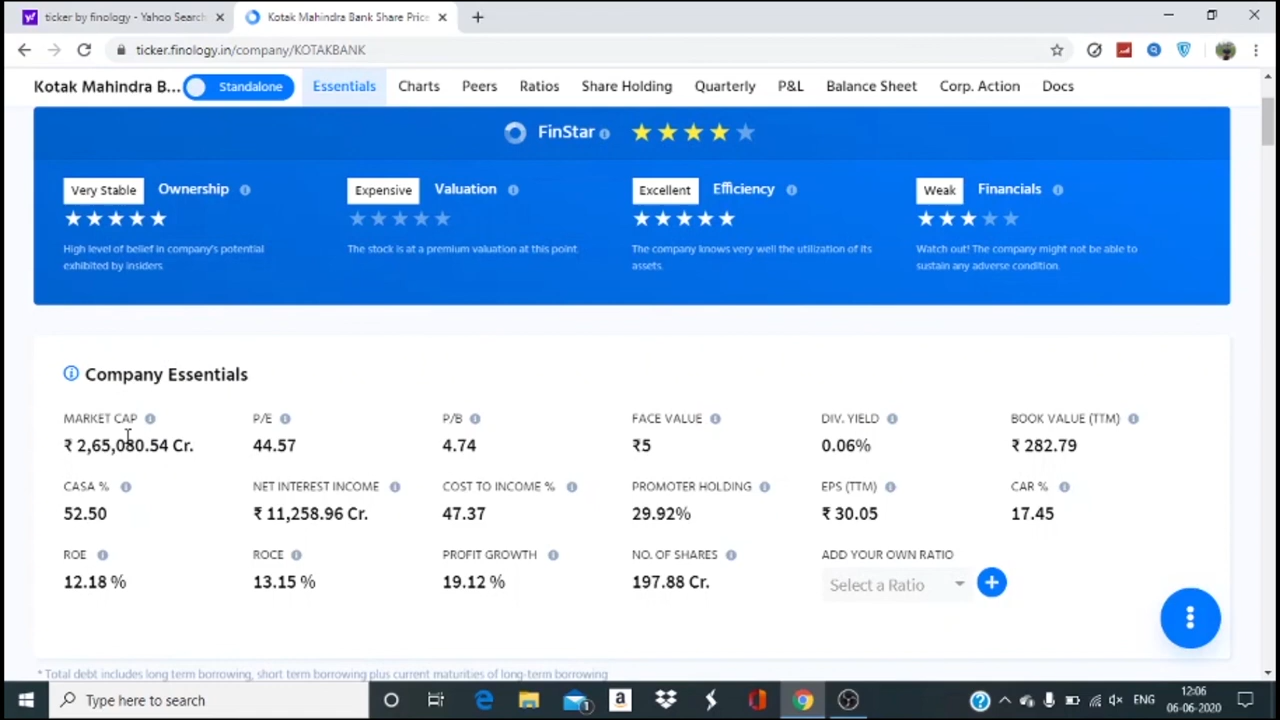 ticker by finology - Yahoo Search
Kotak Mahindra Bank Share Price
ticker.finology.in/company/KOTAKBANK
Kotak Mahindra B... Standalone Essentials Charts Peers Ratios Share Holding Quarterly P&L Balance Sheet Corp. Action Docs
FinStar
Very Stable Ownership
High level of belief in company's potential
exhibited by insiders.
Expensive Valuation
The stock is at a premium valuation at this point.
Excellent Efficiency
The company knows very well the utilization of its
assets.
Weak Financials
Watch out! The company might not be able to
sustain any adverse condition.
Company Essentials
MARKET CAP P/E P/B FACE VALUE DIV. YIELD BOOK VALUE (TTM)
₹ 2,65,080.54 Cr. 44.57 4.74 ₹5 0.06% ₹ 282.79
CASA % NET INTEREST INCOME COST TO INCOME % PROMOTER HOLDING EPS (TTM) CAR %
52.50 ₹ 11,258.96 Cr. 47.37 29.92% ₹ 30.05 17.45
ROE ROCE PROFIT GROWTH NO. OF SHARES ADD YOUR OWN RATIO
12.18 % 13.15 % 19.12 % 197.88 Cr. Select a Ratio
* Total debt includes long term borrowing, short term borrowing plus current maturities of long-term borrowing
Type here to search
ENG
12:06
06-06-2020